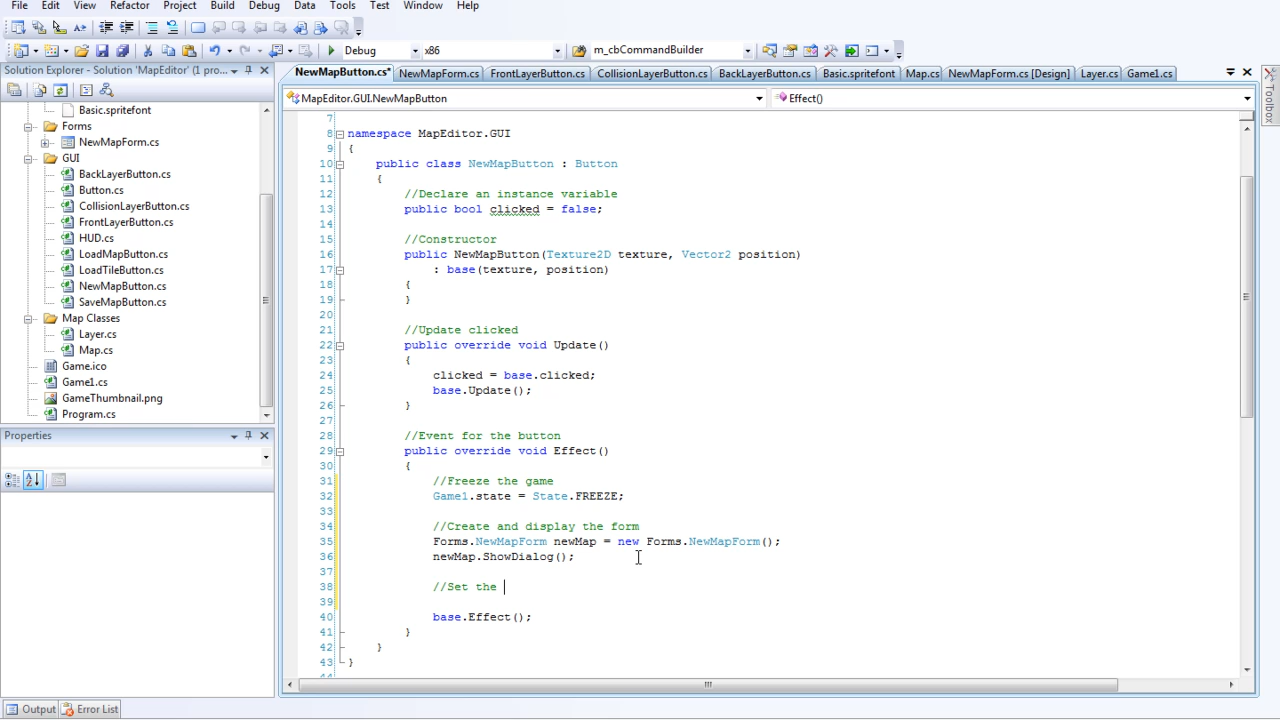 File Edit View Refactor Project Build Debug Data Tools Test Window Help
Debug x86 m_cbCommandBuilder
Solution Explorer - Solution 'MapEditor' (1 pro...
NewMapButton.cs* NewMapForm.cs FrontLayerButton.cs CollisionLayerButton.cs BackLayerButton.cs Basic.spritefont Map.cs NewMapForm.cs [Design] Layer.cs Game1.cs
Toolbox
MapEditor.GUI.NewMapButton Effect()
Basic.spritefont
Forms
NewMapForm.cs
GUI
BackLayerButton.cs
Button.cs
CollisionLayerButton.cs
FrontLayerButton.cs
HUD.cs
LoadMapButton.cs
LoadTileButton.cs
NewMapButton.cs
SaveMapButton.cs
Map Classes
Layer.cs
Map.cs
Game.ico
Game1.cs
GameThumbnail.png
Program.cs
Properties
7
8 namespace MapEditor.GUI
9 {
10 public class NewMapButton : Button
11 {
12 //Declare an instance variable
13 public bool clicked = false;
14
15 //Constructor
16 public NewMapButton(Texture2D texture, Vector2 position)
17 : base(texture, position)
18 {
19 }
20
21 //Update clicked
22 public override void Update()
23 {
24 clicked = base.clicked;
25 base.Update();
26 }
27
28 //Event for the button
29 public override void Effect()
30 {
31 //Freeze the game
32 Game1.state = State.FREEZE;
33
34 //Create and display the form
35 Forms.NewMapForm newMap = new Forms.NewMapForm();
36 newMap.ShowDialog();
37
38 //Set the
39
40 base.Effect();
41 }
42 }
43 }
Output Error List